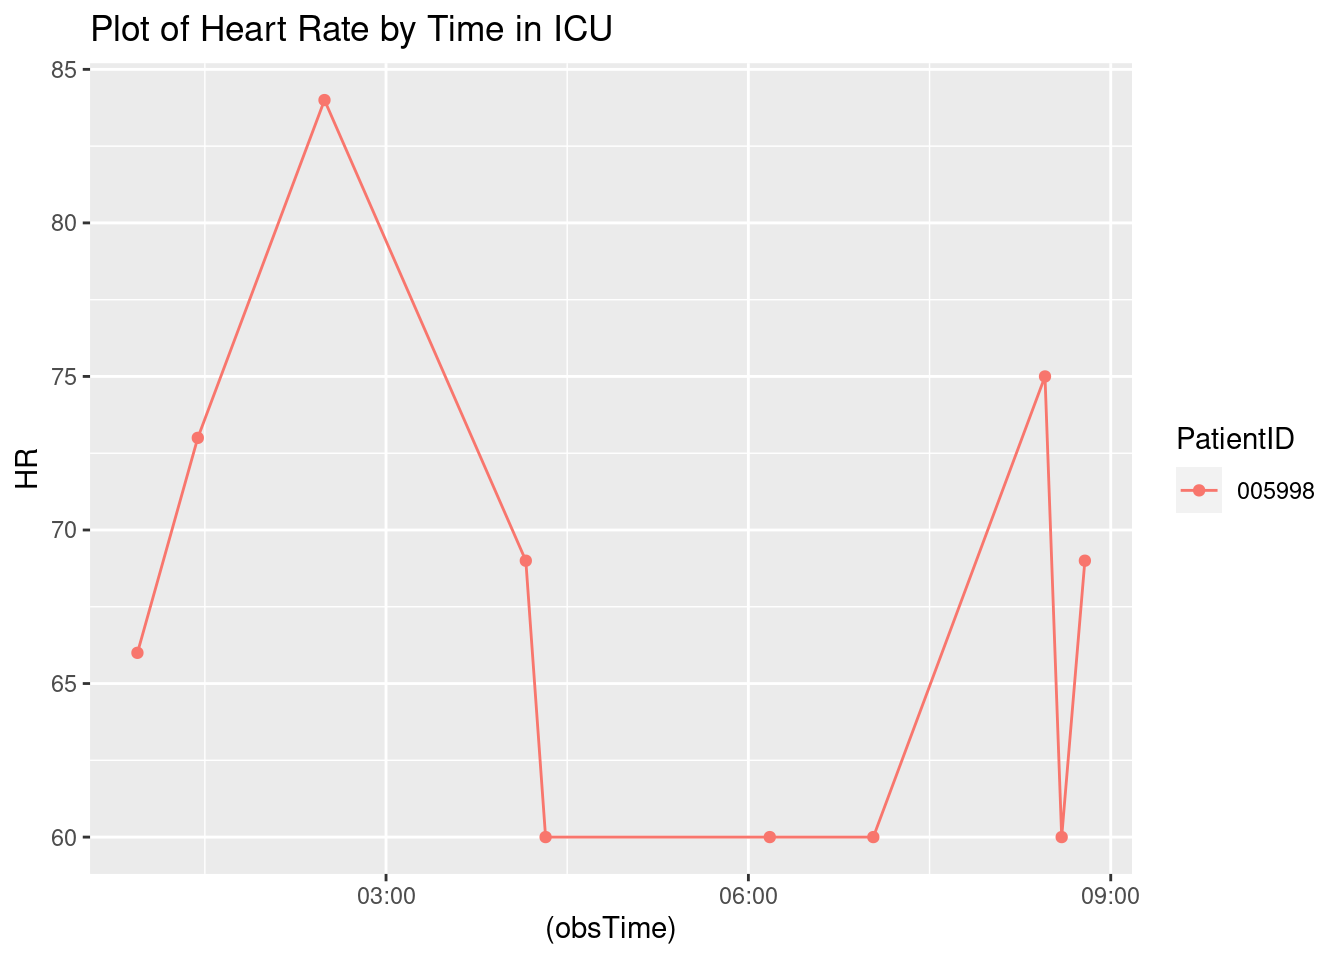 Plot of Heart Rate by Time in ICU
85
80
75
70
65
60
HR
03:00 06:00 09:00
(obsTime)
PatientID
005998